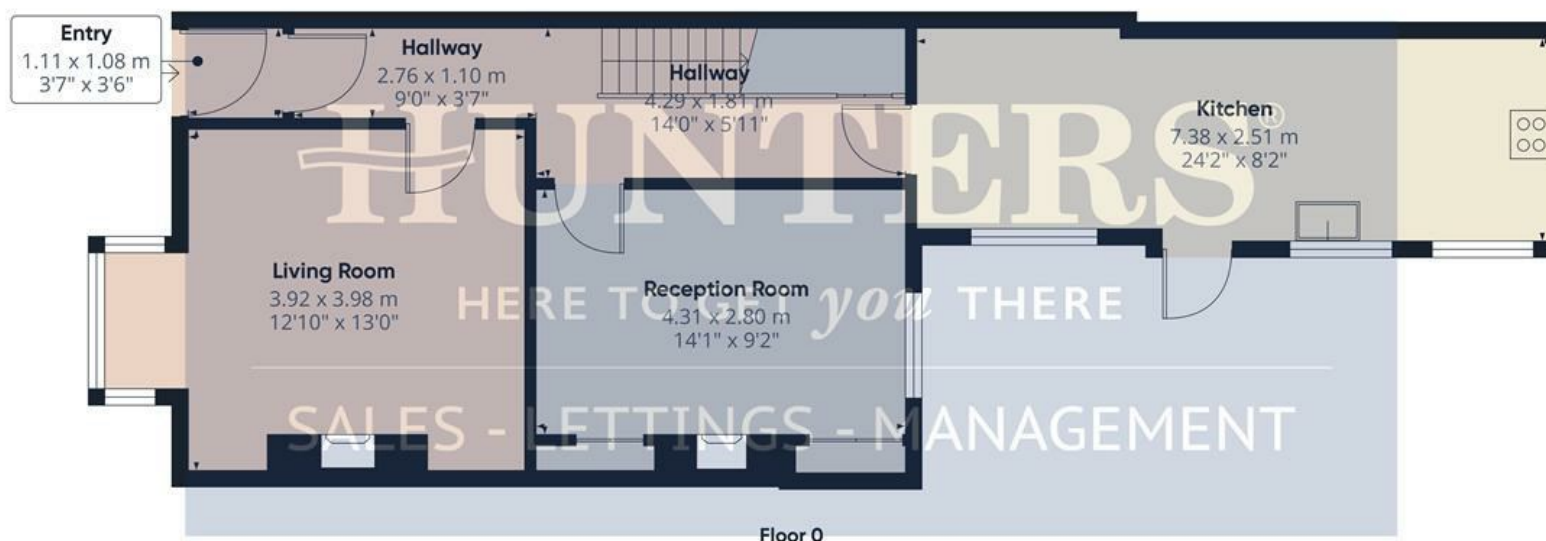 Entry
1.11 x 1.08 m
3'7" x 3'6"
Hallway
2.76 x 1.10 m
9'0" x 3'7"
Hallway
4.29 x 1.81 m
14'0" x 5'11"
Kitchen
7.38 x 2.51 m
24'2" x 8'2"
HUNTERS®
Living Room
3.92 x 3.98 m
12'10" x 13'0"
Reception Room
4.31 x 2.80 m
14'1" x 9'2"
HERE TO GET you THERE
SALES - LETTINGS - MANAGEMENT
Floor 0